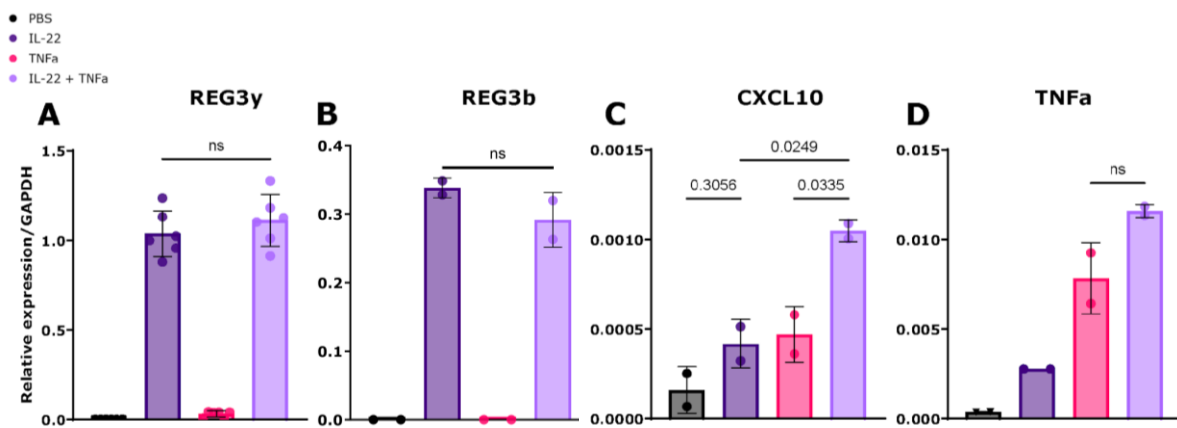 PBS
IL-22
TNFa
IL-22 + TNFa
A
REG3y
Relative expression/GAPDH
1.5
1.0
0.5
0.0
ns
B
REG3b
0.4
0.3
0.2
0.1
0.0
ns
C
CXCL10
0.0015
0.0010
0.0005
0.0000
0.0249
0.3056
0.0335
D
TNFa
0.015
0.010
0.005
0.000
ns